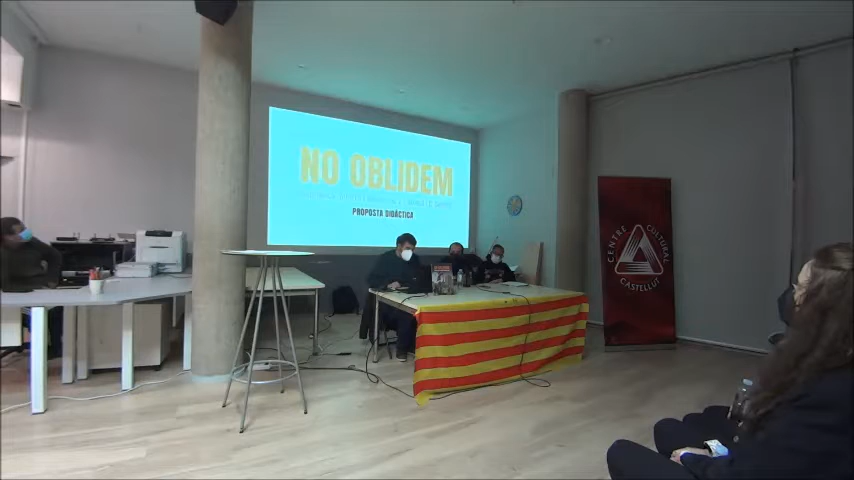 NO OBLIDEM
PROPOSTA DIDÀCTICA
CENTRE CULTURAL
CASTELLUT